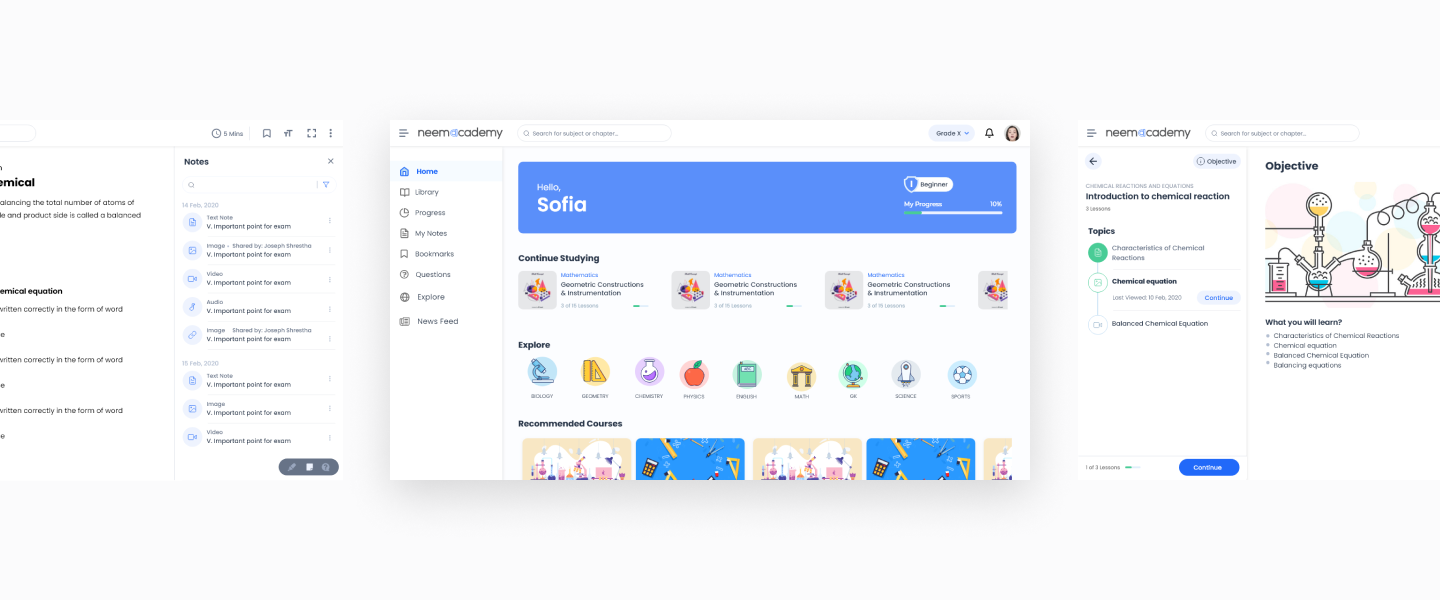 5 Mins
emical
alancing the total number of atoms of
le and product side is called a balanced
emical equation
written correctly in the form of word
e
written correctly in the form of word
e
written correctly in the form of word
e
Notes
14 Feb, 2020
Text Note
V. Important point for exam
Image • Shared by: Joseph Shrestha
V. Important point for exam
Video
V. Important point for exam
Audio
V. Important point for exam
Image Shared by: Joseph Shrestha
V. Important point for exam
15 Feb, 2020
Text Note
V. Important point for exam
Image
V. Important point for exam
Video
V. Important point for exam
neem@cademy
Search for subject or chapter...
Grade X
Home
Library
Progress
My Notes
Bookmarks
Questions
Explore
News Feed
Hello,
Sofia
Beginner
My Progress 10%
Continue Studying
Mathematics
Geometric Constructions
& Instrumentation
3 of 15 Lessons
Mathematics
Geometric Constructions
& Instrumentation
3 of 15 Lessons
Mathematics
Geometric Constructions
& Instrumentation
3 of 15 Lessons
Explore
BIOLOGY
GEOMETRY
CHEMISTRY
PHYSICS
ENGLISH
MATH
GK
SCIENCE
SPORTS
Recommended Courses
neem@cademy
Search for subject or chapter...
Objective
CHEMICAL REACTIONS AND EQUATIONS
Introduction to chemical reaction
3 Lessons
Topics
Characteristics of Chemical
Reactions
Chemical equation
Last Viewed: 10 Feb, 2020
Continue
Balanced Chemical Equation
1 of 3 Lessons
Continue
Objective
What you will learn?
Characteristics of Chemical Reactions
Chemical equation
Balanced Chemical Equation
Balancing equations